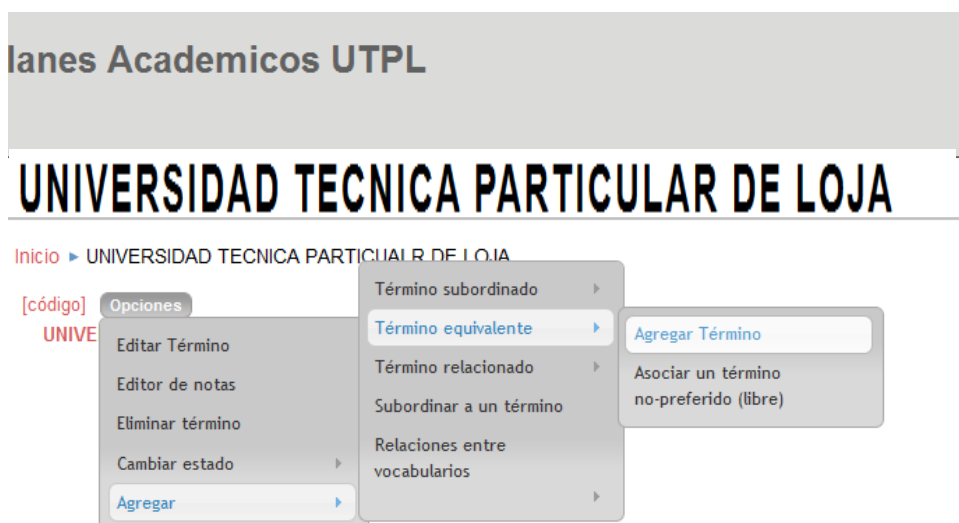 lanes Academicos UTPL
UNIVERSIDAD TECNICA PARTICULAR DE LOJA
Inicio ► UNIVERSIDAD TECNICA PARTICUALR DE LOJA
[código] Opciones
UNIVE
Editar Término
Editor de notas
Eliminar término
Cambiar estado
Agregar
Término subordinado
Término equivalente
Término relacionado
Subordinar a un término
Relaciones entre
vocabularios
Agregar Término
Asociar un término
no-preferido (libre)